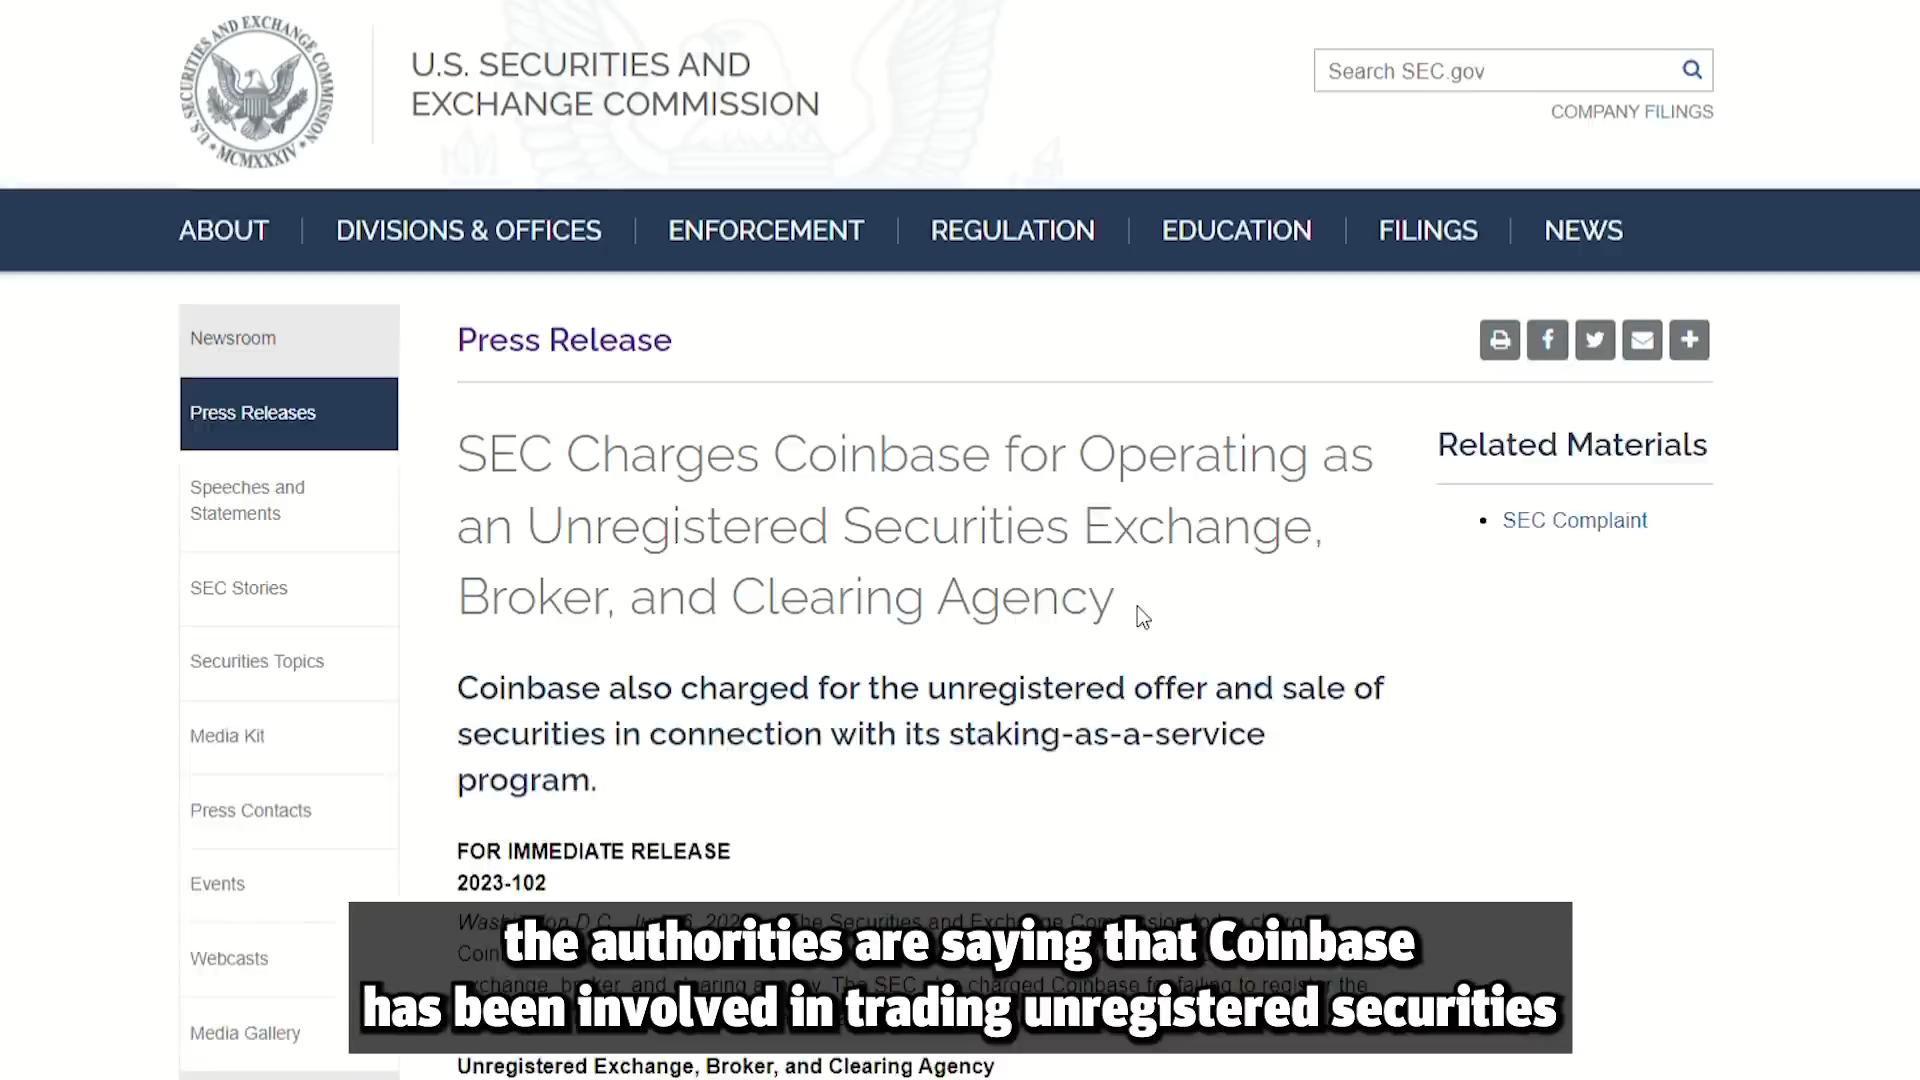 U.S. SECURITIES AND EXCHANGE COMMISSION
MCMXXXIV
U.S. SECURITIES AND
EXCHANGE COMMISSION
Search SEC.gov
COMPANY FILINGS
ABOUT
DIVISIONS & OFFICES
ENFORCEMENT
REGULATION
EDUCATION
FILINGS
NEWS
Newsroom
Press Releases
Speeches and
Statements
SEC Stories
Securities Topics
Media Kit
Press Contacts
Events
Webcasts
Media Gallery
Press Release
SEC Charges Coinbase for Operating as
an Unregistered Securities Exchange,
Broker, and Clearing Agency
Coinbase also charged for the unregistered offer and sale of
securities in connection with its staking-as-a-service
program.
FOR IMMEDIATE RELEASE
2023-102
Related Materials
• SEC Complaint
the authorities are saying that Coinbase
has been involved in trading unregistered securities
Unregistered Exchange, Broker, and Clearing Agency